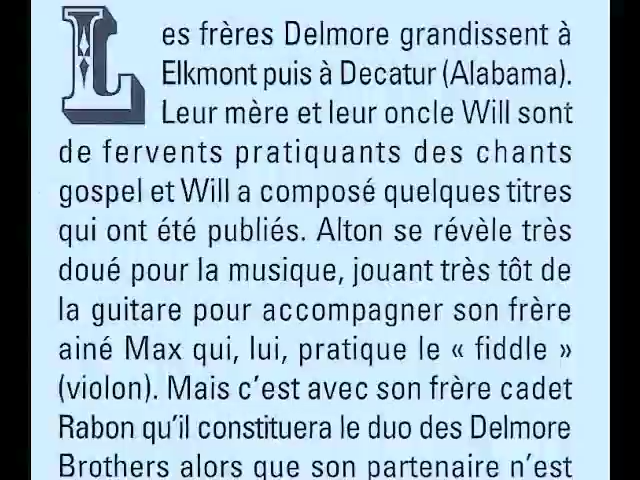 Les frères Delmore grandissent à
Elkmont puis à Decatur (Alabama).
Leur mère et leur oncle Will sont
de fervents pratiquants des chants
gospel et Will a composé quelques titres
qui ont été publiés. Alton se révèle très
doué pour la musique, jouant très tôt de
la guitare pour accompagner son frère
ainé Max qui, lui, pratique le « fiddle »
(violon). Mais c’est avec son frère cadet
Rabon qu’il constituera le duo des Delmore
Brothers alors que son partenaire n’est